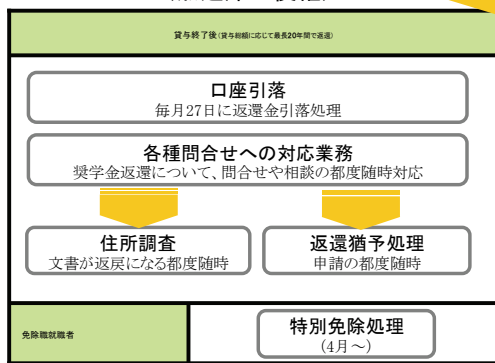 貸与終了後(貸与総額に応じて最長20年間で返還)
口座引落
毎月27日に返還金引落処理
各種問合せへの対応業務
奨学金返還について、問合せや相談の都度随時対応
住所調査
文書が返戻になる都度随時
返還猶予処理
申請の都度随時
免除職就職者
特別免除処理
(4月～)